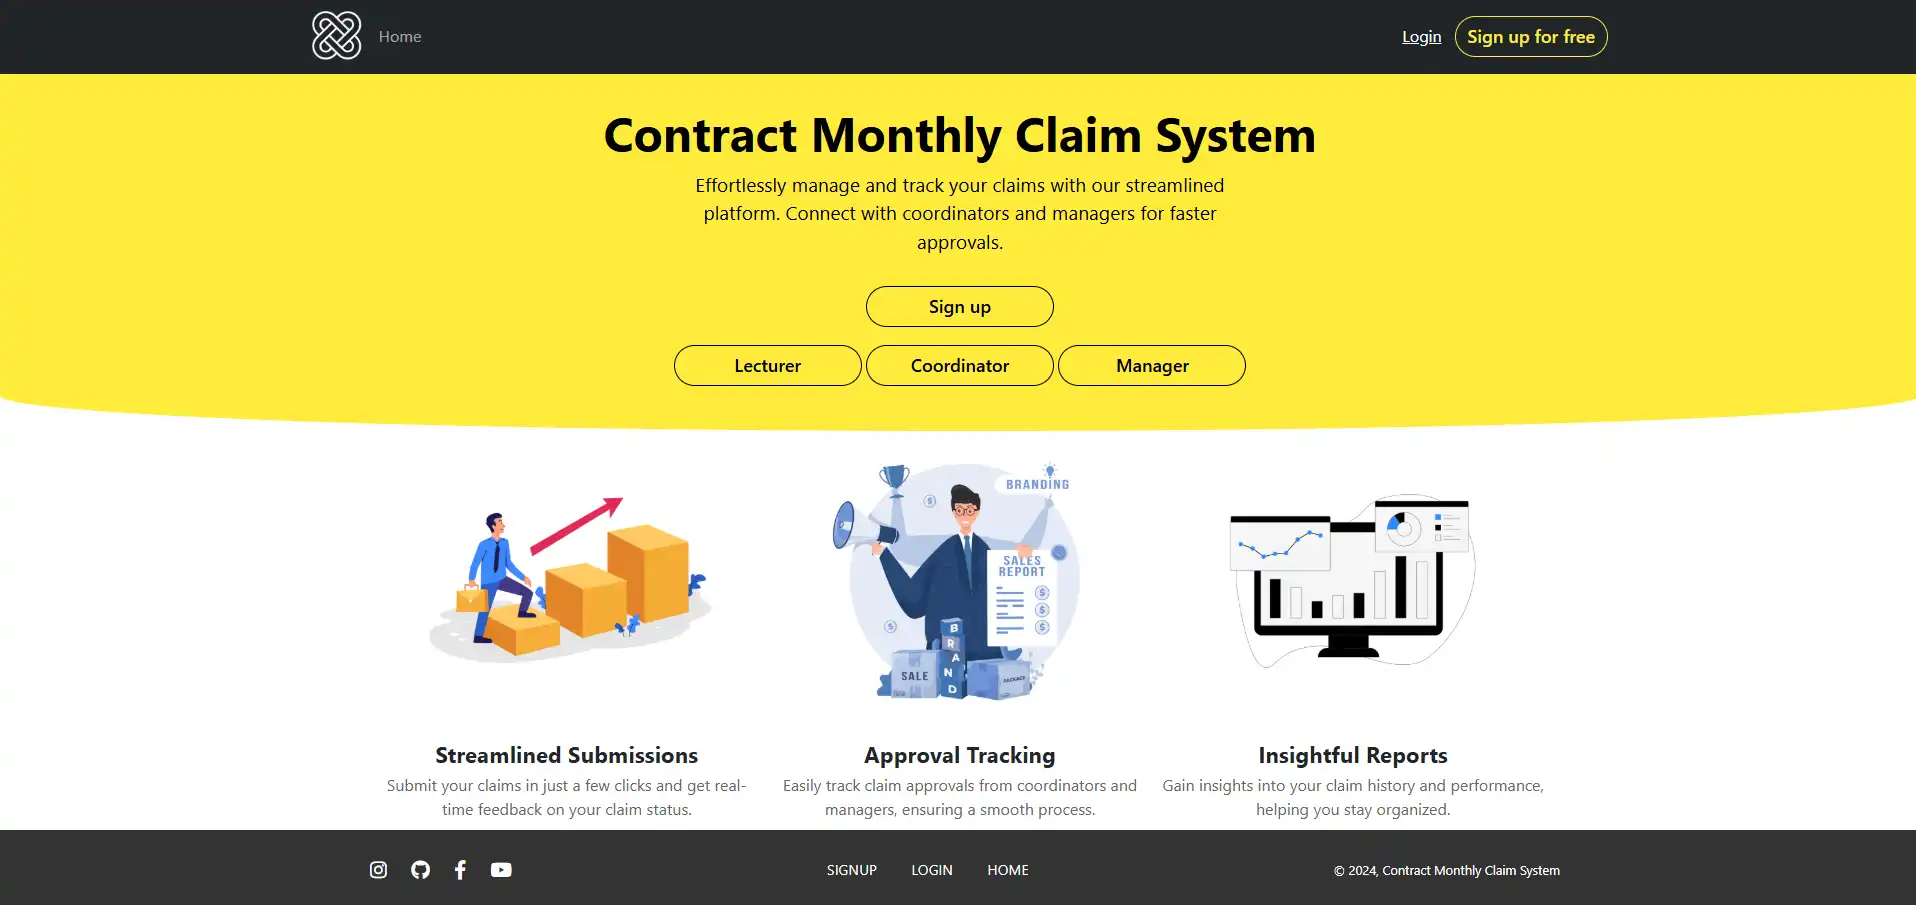 Home
Login
Sign up for free
Contract Monthly Claim System
Effortlessly manage and track your claims with our streamlined
platform. Connect with coordinators and managers for faster
approvals.
Sign up
Lecturer
Coordinator
Manager
BRANDING
SALES
REPORT
B
R
A
N
D
SALE
PACKAGE
Streamlined Submissions
Submit your claims in just a few clicks and get real-
time feedback on your claim status.
Approval Tracking
Easily track claim approvals from coordinators and
managers, ensuring a smooth process.
Insightful Reports
Gain insights into your claim history and performance,
helping you stay organized.
SIGNUP
LOGIN
HOME
© 2024, Contract Monthly Claim System